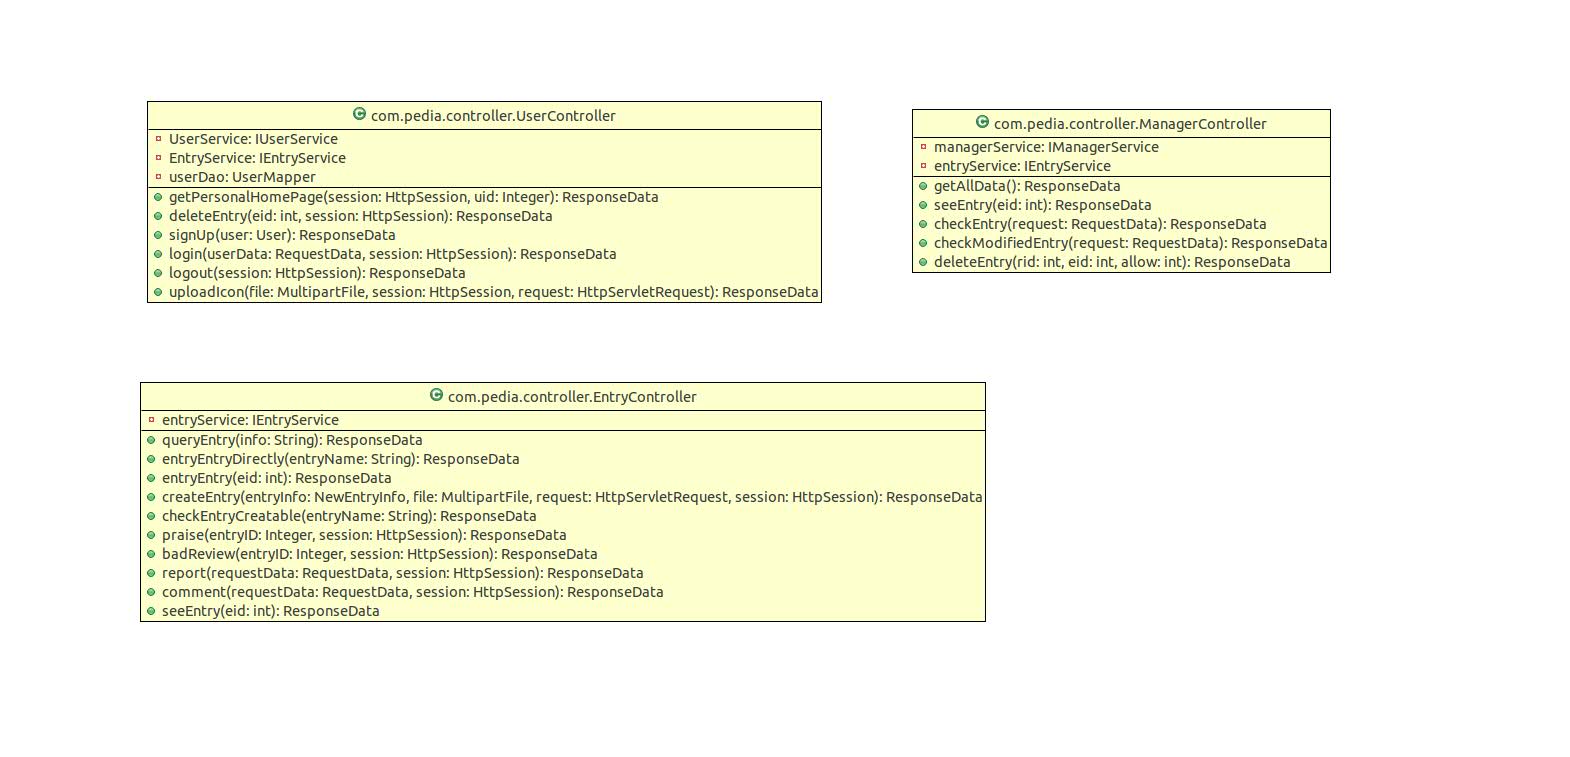 com.pedia.controller.UserController
UserService: IUserService
EntryService: IEntryService
userDao: UserMapper
getPersonalHomePage(session: HttpSession, uid: Integer): ResponseData
deleteEntry(eid: int, session: HttpSession): ResponseData
signUp(user: User): ResponseData
login(userData: RequestData, session: HttpSession): ResponseData
logout(session: HttpSession): ResponseData
uploadIcon(file: MultipartFile, session: HttpSession, request: HttpServletRequest): ResponseData
com.pedia.controller.ManagerController
managerService: IManagerService
entryService: IEntryService
getAllData(): ResponseData
seeEntry(eid: int): ResponseData
checkEntry(request: RequestData): ResponseData
checkModifiedEntry(request: RequestData): ResponseData
deleteEntry(rid: int, eid: int, allow: int): ResponseData
com.pedia.controller.EntryController
entryService: IEntryService
queryEntry(info: String): ResponseData
entryEntryDirectly(entryName: String): ResponseData
entryEntry(eid: int): ResponseData
createEntry(entryInfo: NewEntryInfo, file: MultipartFile, request: HttpServletRequest, session: HttpSession): ResponseData
checkEntryCreatable(entryName: String): ResponseData
praise(entryID: Integer, session: HttpSession): ResponseData
badReview(entryID: Integer, session: HttpSession): ResponseData
report(requestData: RequestData, session: HttpSession): ResponseData
comment(requestData: RequestData, session: HttpSession): ResponseData
seeEntry(eid: int): ResponseData